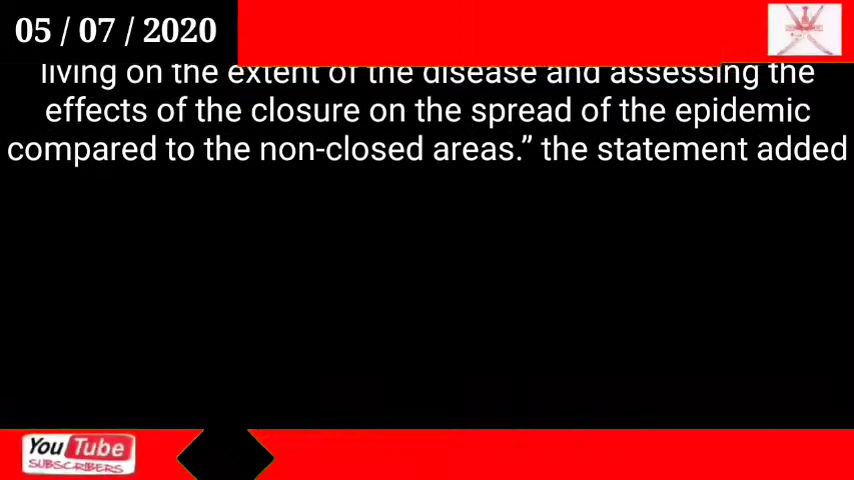 05 / 07 / 2020
living on the extent of the disease and assessing the
effects of the closure on the spread of the epidemic
compared to the non-closed areas.” the statement added
You Tube
SUBSCRIBERS